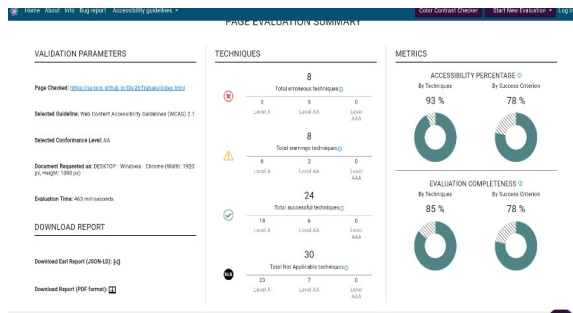 Home About Info Bug report Accessibility guidelines
Color Contrast Checker
Start New Evaluation
Log In
PAGE EVALUATION SUMMARY
VALIDATION PARAMETERS
Page Checked:
Selected Guideline: Web Content Accessibility Guidelines (WCAG) 2.1
Selected Conformance Level: AA
Document Requested as: DESKTOP - Windows - Chrome (Width: 1920
px, Height: 1080 px)
Evaluation Time: 463 milliseconds
DOWNLOAD REPORT
Download Earl Report (JSON-LD):
Download Report (PDF format):
TECHNIQUES
8
Total erroneous techniques
3 5 0
Level A Level AA Level
AAA
8
Total warnings techniques
6 2 0
Level A Level AA Level
AAA
24
Total successful techniques
18 6 0
Level A Level AA Level
AAA
N/A
30
Total Not Applicable techniques
23 7 0
Level A Level AA Level
AAA
METRICS
ACCESSIBILITY PERCENTAGE
By Techniques By Success Criterion
93 % 78 %
EVALUATION COMPLETENESS
By Techniques By Success Criterion
85 % 78 %